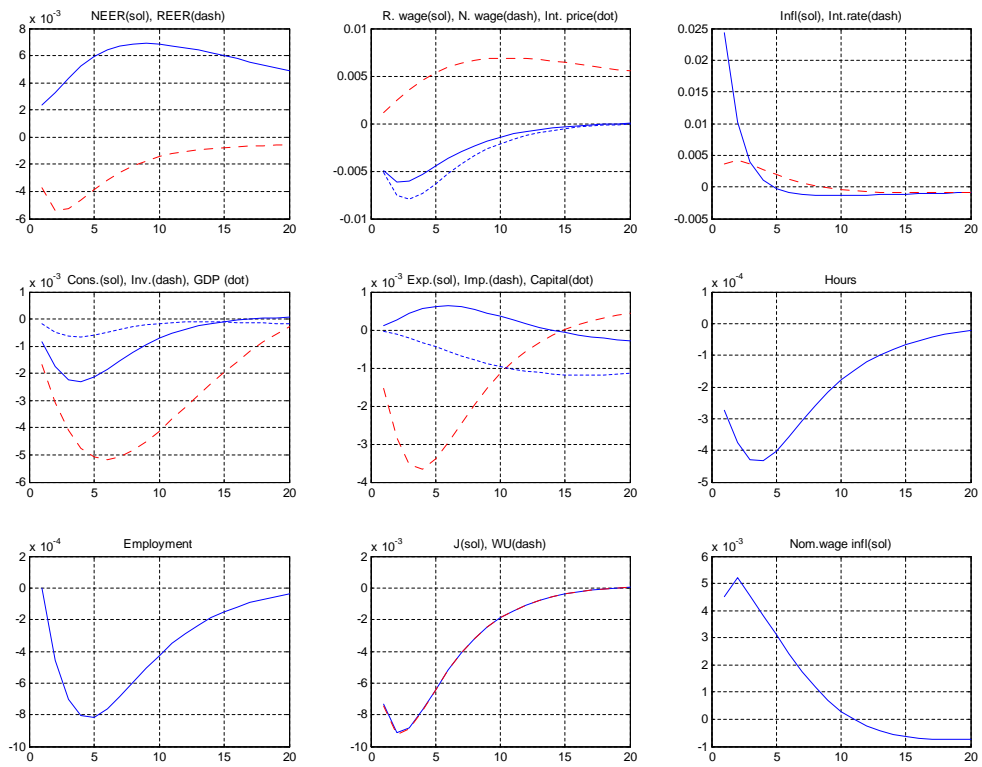 NEER(sol), REER(dash)
x 10^-3
8
6
4
2
0
-2
-4
-6
0 5 10 15 20
R. wage(sol), N. wage(dash), Int. price(dot)
0.01
0.005
0
-0.005
-0.01
0 5 10 15 20
Infl(sol), Int.rate(dash)
0.025
0.02
0.015
0.01
0.005
0
-0.005
0 5 10 15 20
x 10^-3 Cons.(sol), Inv.(dash), GDP (dot)
1
0
-1
-2
-3
-4
-5
-6
0 5 10 15 20
x 10^-3 Exp.(sol), Imp.(dash), Capital(dot)
1
0
-1
-2
-3
-4
0 5 10 15 20
Hours
x 10^-4
1
0
-1
-2
-3
-4
-5
0 5 10 15 20
Employment
x 10^-4
2
0
-2
-4
-6
-8
-10
0 5 10 15 20
J(sol), WU(dash)
x 10^-3
2
0
-2
-4
-6
-8
-10
0 5 10 15 20
Nom.wage infl(sol)
x 10^-3
6
5
4
3
2
1
0
-1
0 5 10 15 20